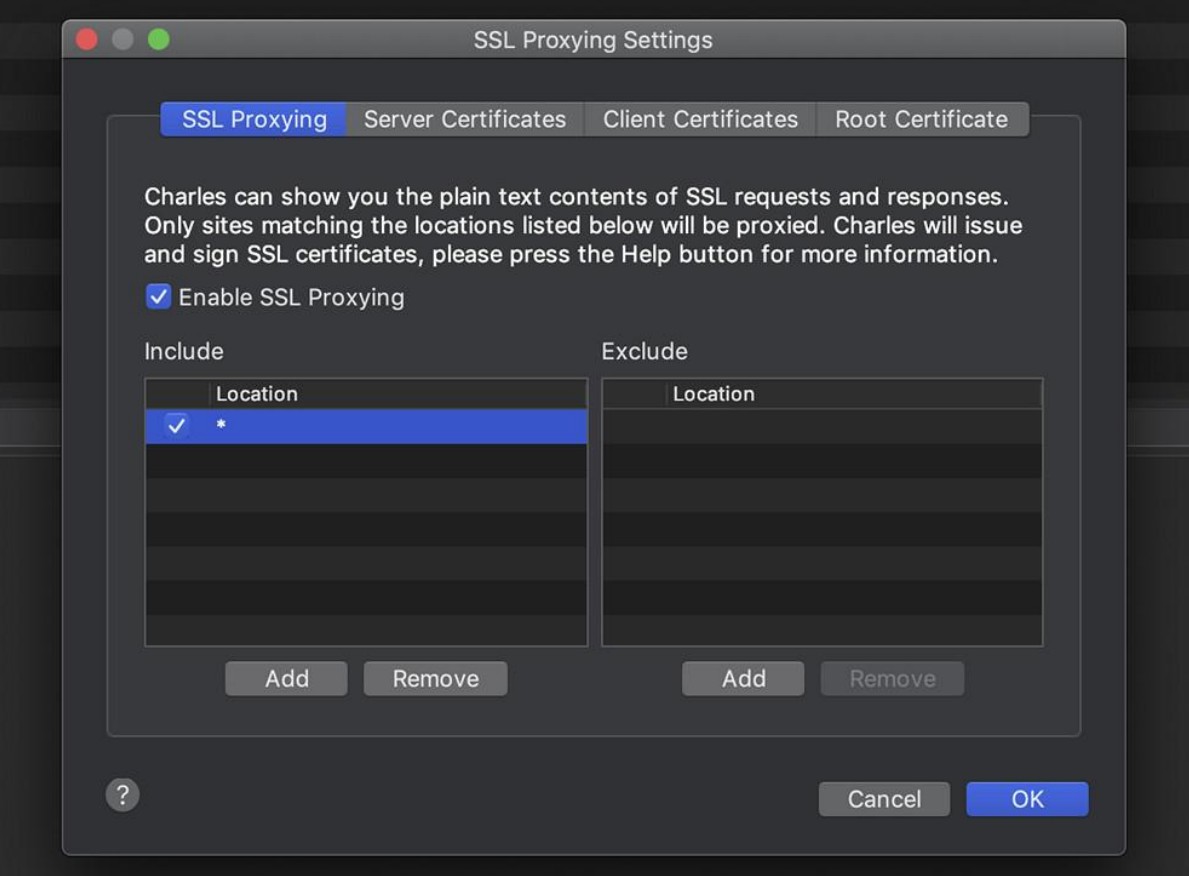 SSL Proxying Settings
SSL Proxying Server Certificates Client Certificates Root Certificate
Charles can show you the plain text contents of SSL requests and responses.
Only sites matching the locations listed below will be proxied. Charles will issue
and sign SSL certificates, please press the Help button for more information.
Enable SSL Proxying
Include Exclude
Location Location
*
Add Remove Add Remove
? Cancel OK